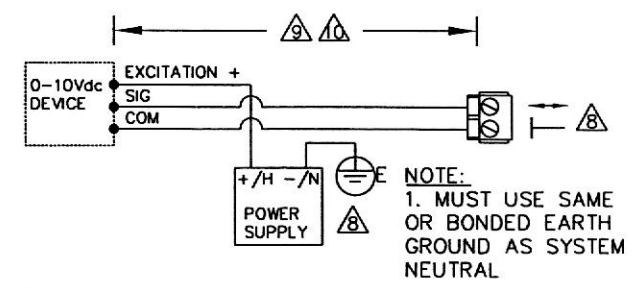 9 10
EXCITATION +
0-10Vdc
DEVICE
SIG
COM
8
+/H -/N
POWER
SUPPLY
E
8
NOTE:
1. MUST USE SAME
OR BONDED EARTH
GROUND AS SYSTEM
NEUTRAL